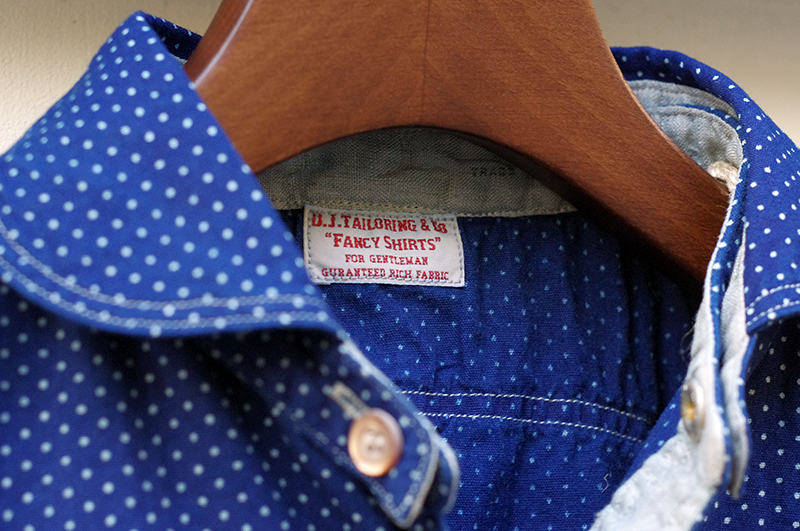 D.J.TAILORING & Co
"FANCY SHIRTS"
FOR GENTLEMAN
GURANTEED RICH FABRIC